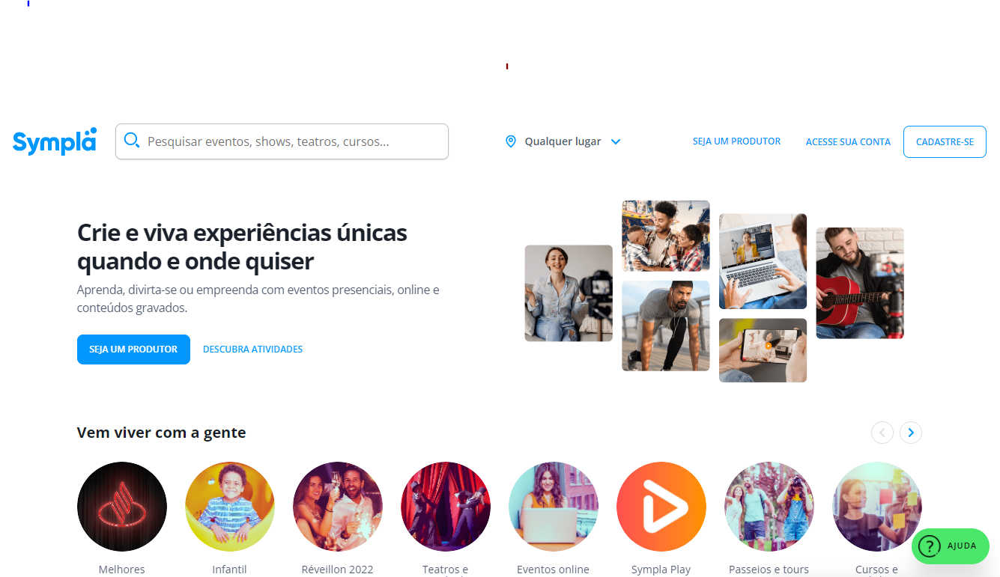 Sympla
Pesquisar eventos, shows, teatros, cursos...
Qualquer lugar
SEJA UM PRODUTOR
ACESSE SUA CONTA
CADASTRE-SE
Crie e viva experiências únicas
quando e onde quiser
Aprenda, divirta-se ou empreenda com eventos presenciais, online e
conteúdos gravados.
SEJA UM PRODUTOR
DESCUBRA ATIVIDADES
Vem viver com a gente
Melhores
Infantil
Réveillon 2022
Teatros e
Eventos online
Sympla Play
Passeios e tours
Cursos e
AJUDA